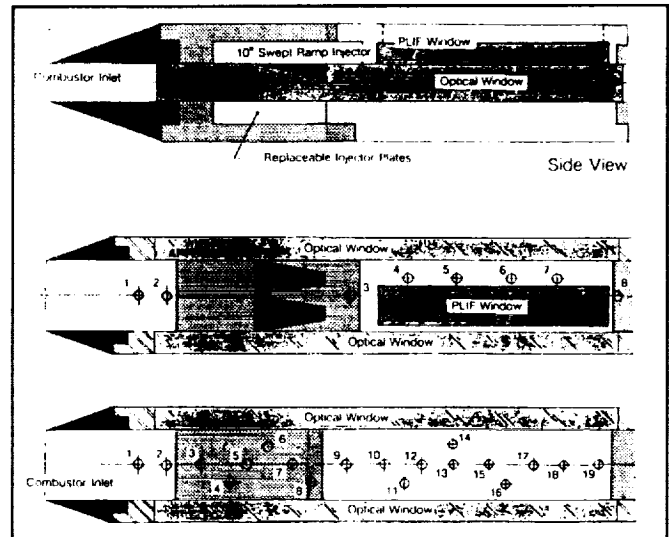 PLIF Window
10° Swept Ramp Injector
Combustor Inlet
Optical Window
Replaceable Injector Plates
Side View
Optical Window
1 2 3 4 5 6 7 8
PLIF Window
Optical Window
Optical Window
14
6
1 2 3 5 9 10 12 13 15 17 18 19
7
Combustor Inlet
4 8 11 16
Optical Window